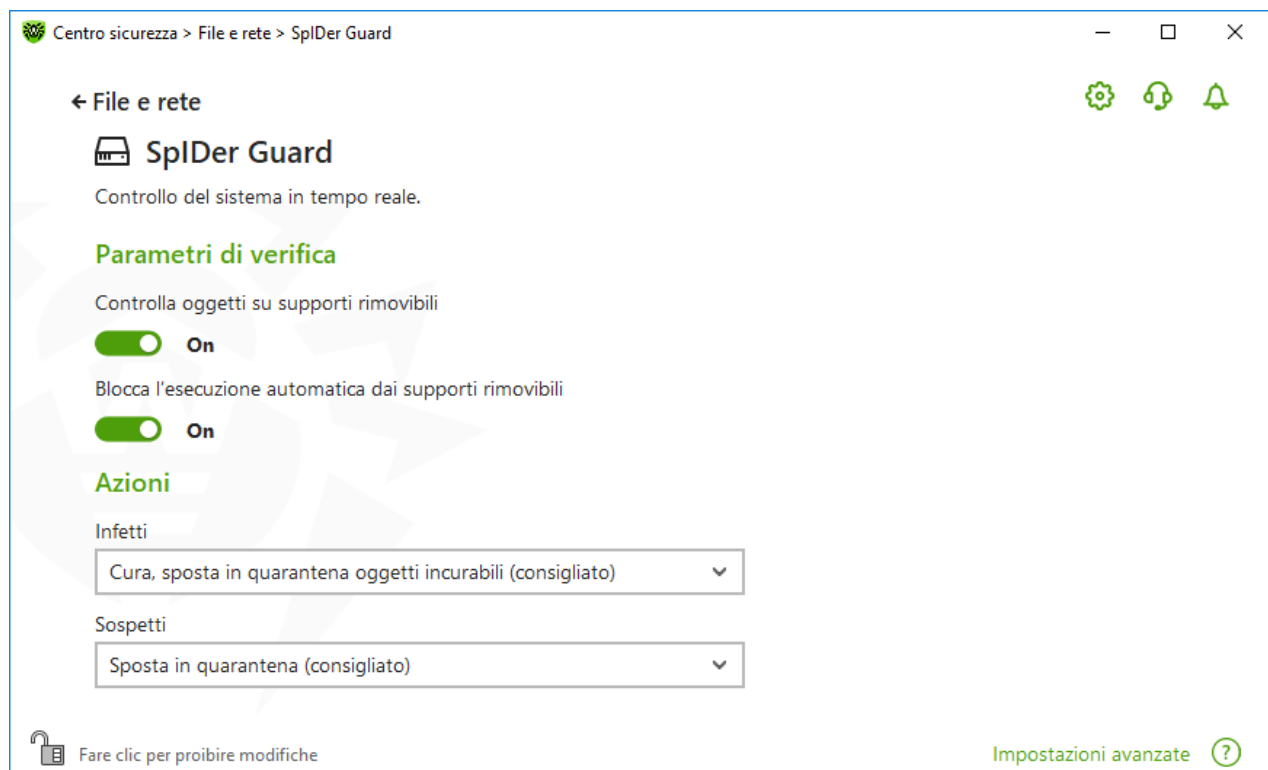 Centro sicurezza > File e rete > SpIDer Guard
File e rete
SpIDer Guard
Controllo del sistema in tempo reale.
Parametri di verifica
Controlla oggetti su supporti rimovibili
On
Blocca l'esecuzione automatica dai supporti rimovibili
On
Azioni
Infetti
Cura, sposta in quarantena oggetti incurabili (consigliato)
Sospetti
Sposta in quarantena (consigliato)
Fare clic per proibire modifiche
Impostazioni avanzate ?